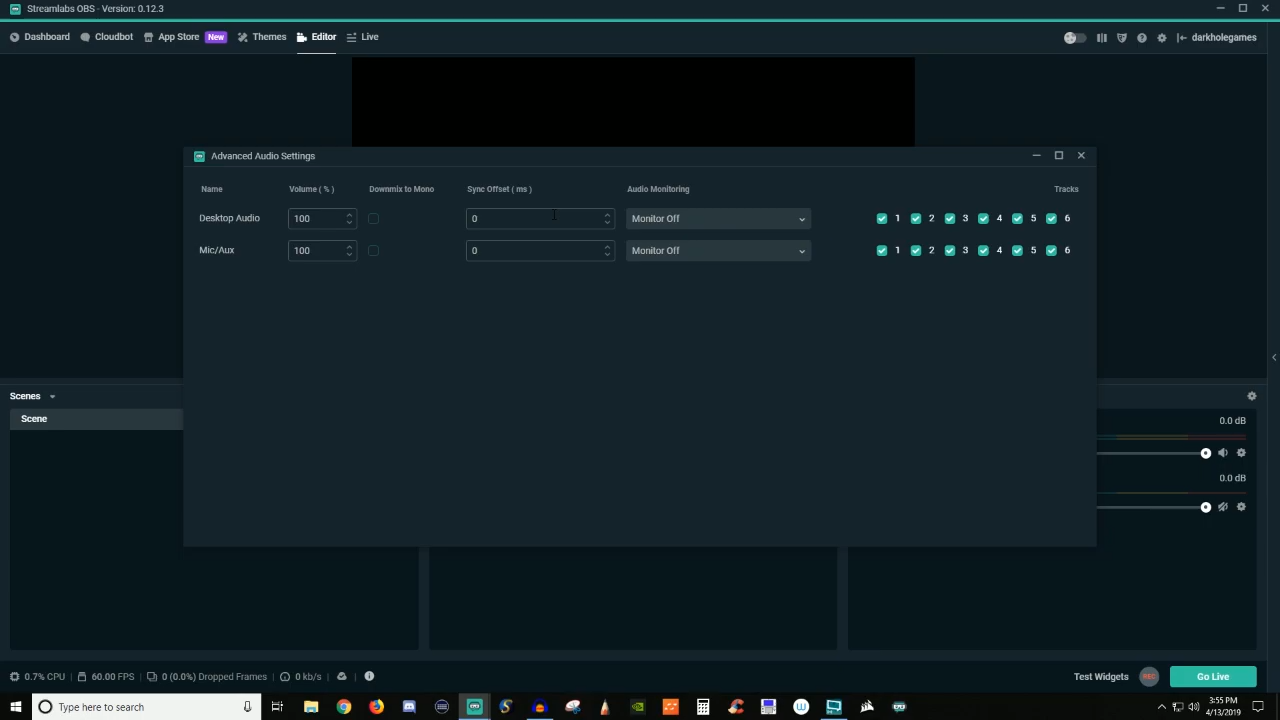 Streamlabs OBS - Version: 0.12.3
Dashboard Cloudbot App Store New Themes Editor Live darkholegames
Advanced Audio Settings
Name Volume ( % ) Downmix to Mono Sync Offset ( ms ) Audio Monitoring Tracks
Desktop Audio 100 0 Monitor Off 1 2 3 4 5 6
Mic/Aux 100 0 Monitor Off 1 2 3 4 5 6
Scenes
Scene 0.0 dB
0.0 dB
0.7% CPU 60.00 FPS 0 (0.0%) Dropped Frames 0 kb/s Test Widgets REC Go Live
Type here to search
3:55 PM
4/13/2019